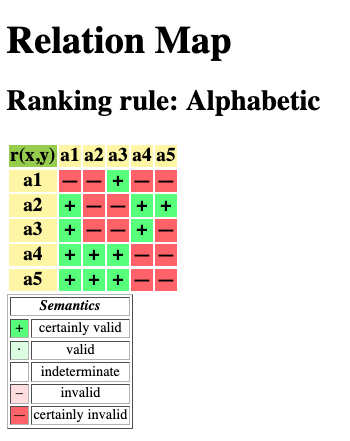 Relation Map
Ranking rule: Alphabetic
r(x,y) a1 a2 a3 a4 a5
a1 — — + — —
a2 + — — + +
a3 + — — + —
a4 + + + — —
a5 + + + — —
Semantics
+ certainly valid
· valid
indeterminate
– invalid
— certainly invalid